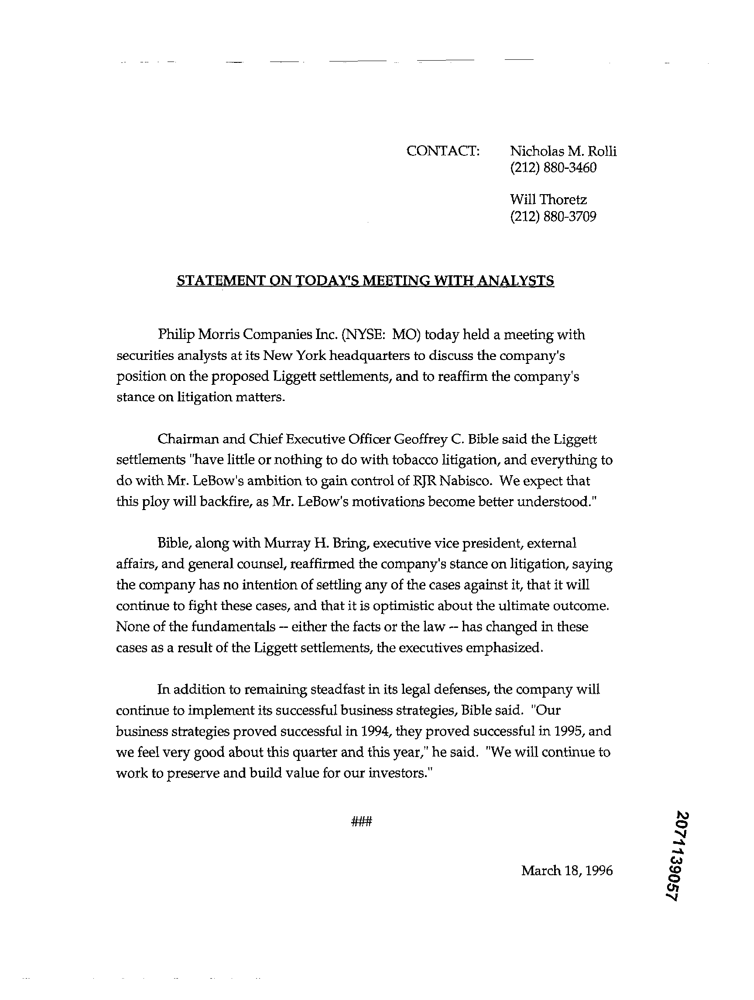 CONTACT: Nicholas M. Rolli
(212) 880-3460
Will Thoretz
(212) 880-3709
STATEMENT ON TODAY'S MEETING WITH ANALYSTS
Philip Morris Companies Inc. (NYSE: MO) today held a meeting with
securities analysts at its New York headquarters to discuss the company's
position on the proposed Liggett settlements, and to reaffirm the company's
stance on litigation matters.
Chairman and Chief Executive Officer Geoffrey C. Bible said the Liggett
settlements "have little or nothing to do with tobacco litigation, and everything to
do with Mr. LeBow's ambition to gain control of RJR Nabisco. We expect that
this ploy will backfire, as Mr. LeBow's motivations become better understood."
Bible, along with Murray H. Bring, executive vice president, external
affairs, and general counsel, reaffirmed the company's stance on litigation, saying
the company has no intention of settling any of the cases against it, that it will
continue to fight these cases, and that it is optimistic about the ultimate outcome.
None of the fundamentals -- either the facts or the law -- has changed in these
cases as a result of the Liggett settlements, the executives emphasized.
In addition to remaining steadfast in its legal defenses, the company will
continue to implement its successful business strategies, Bible said. "Our
business strategies proved successful in 1994, they proved successful in 1995, and
we feel very good about this quarter and this year," he said. "We will continue to
work to preserve and build value for our investors."
###
March 18, 1996
2071139057